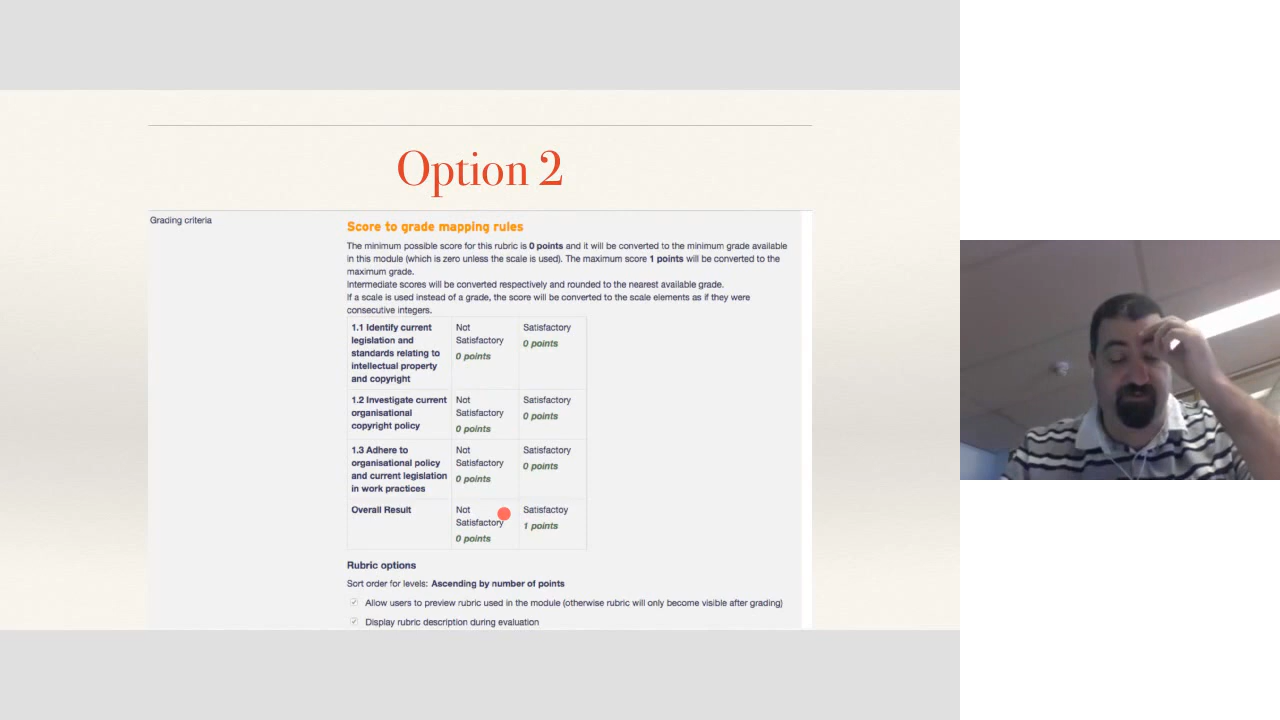 Option 2
Grading criteria
Score to grade mapping rules
The minimum possible score for this rubric is 0 points and it will be converted to the minimum grade available
in this module (which is zero unless the scale is used). The maximum score 1 points will be converted to the
maximum grade.
Intermediate scores will be converted respectively and rounded to the nearest available grade.
If a scale is used instead of a grade, the score will be converted to the scale elements as if they were
consecutive integers.
1.1 Identify current
legislation and
standards relating to
intellectual property
and copyright
Not
Satisfactory
0 points
Satisfactory
0 points
1.2 Investigate current
organisational
copyright policy
Not
Satisfactory
0 points
Satisfactory
0 points
1.3 Adhere to
organisational policy
and current legislation
in work practices
Not
Satisfactory
0 points
Satisfactory
0 points
Overall Result
Not
Satisfactory
0 points
Satisfactoy
1 points
Rubric options
Sort order for levels: Ascending by number of points
Allow users to preview rubric used in the module (otherwise rubric will only become visible after grading)
Display rubric description during evaluation